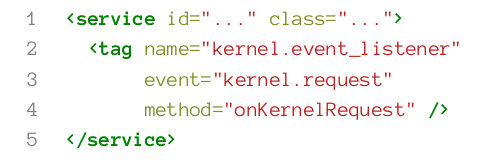 1 <service id="..." class="...">
2 <tag name="kernel.event_listener"
3 event="kernel.request"
4 method="onKernelRequest" />
5 </service>